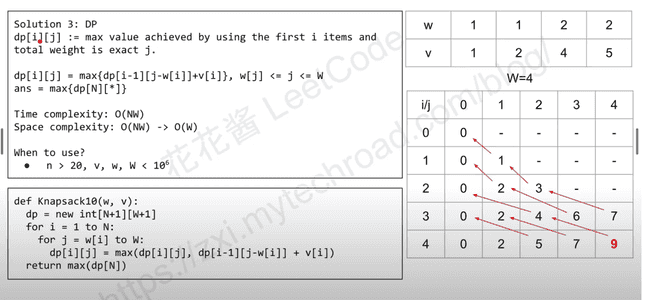 Solution 3: DP
dp[i][j] := max value achieved by using the first i items and
total weight is exact j.
dp[i][j] = max{dp[i-1][j-w[i]]+v[i]}, w[j] <= j <= W
ans = max{dp[N][*]}
Time complexity: O(NW)
Space complexity: O(NW) -> O(W)
When to use?
● n > 20, v, w, W < 10⁶
def Knapsack10(w, v):
dp = new int[N+1][W+1]
for i = 1 to N:
for j = w[i] to W:
dp[i][j] = max(dp[i][j], dp[i-1][j-w[i]] + v[i])
return max(dp[N])
w 1 1 2 2
v 1 2 4 5
W=4
i/j 0 1 2 3 4
0 0 - - - -
1 0 1 - - -
2 0 2 3 - -
3 0 2 4 6 7
4 0 2 5 7 9
花花酱 LeetCode
https://zxi.mytechroad.com/blog/